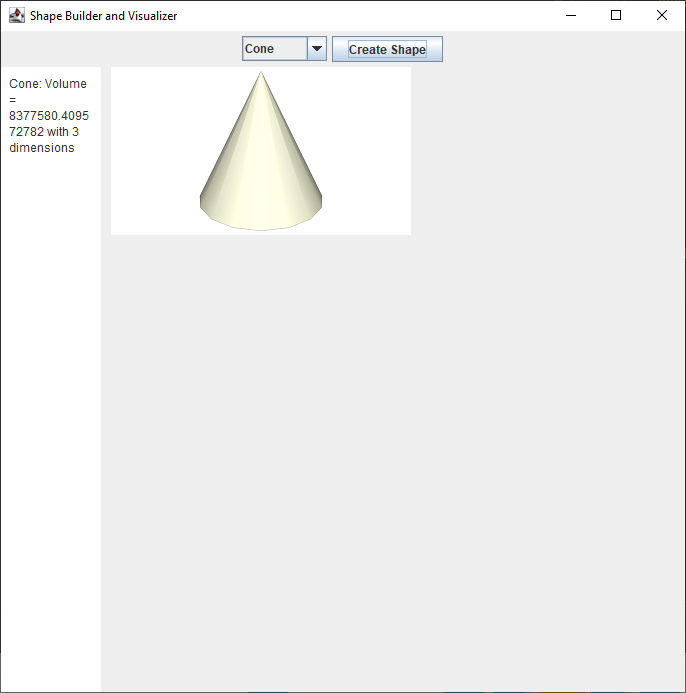 Shape Builder and Visualizer
Cone
Create Shape
Cone: Volume
=
8377580.4095
72782 with 3
dimensions